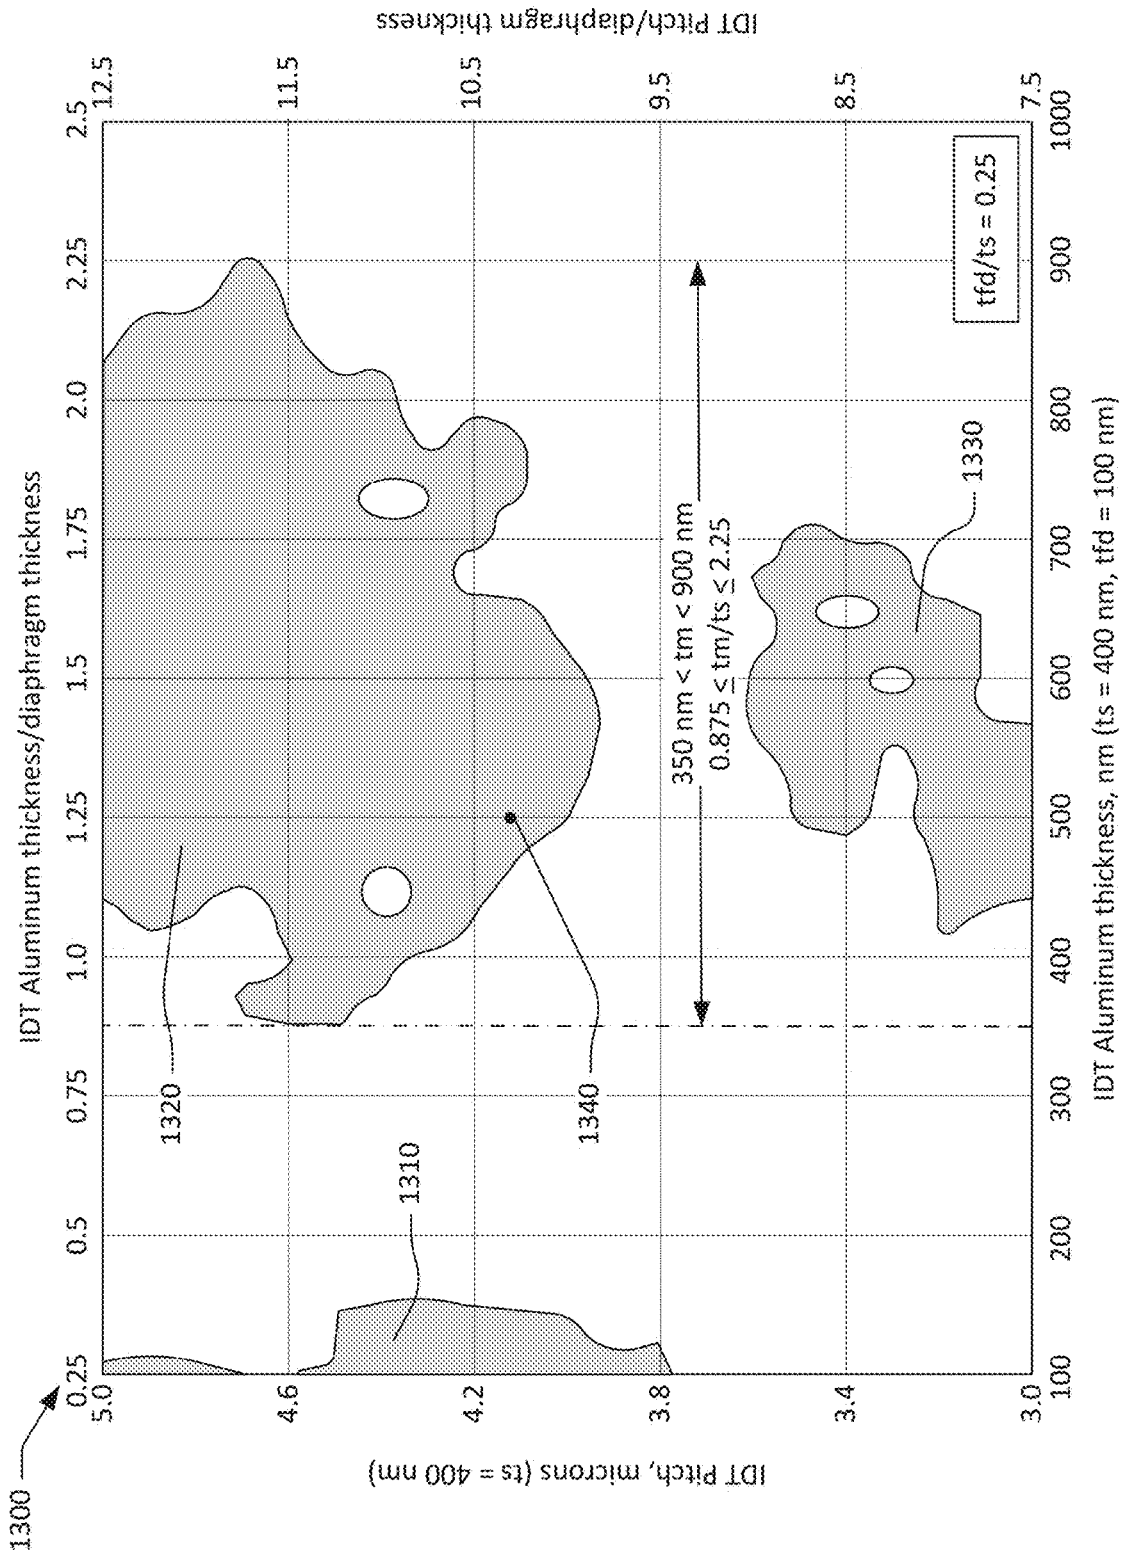 1300
IDT Aluminum thickness/diaphragm thickness
0.25 0.5 0.75 1.0 1.25 1.5 1.75 2.0 2.25 2.5
5.0 12.5
4.6 11.5
4.2 10.5
3.8 9.5
3.4 8.5
3.0 7.5
IDT Pitch, microns (ts = 400 nm)
IDT Pitch/diaphragm thickness
1320
1310
1340
350 nm < tm < 900 nm
0.875 ≤ tm/ts ≤ 2.25
1330
tfd/ts = 0.25
100 200 300 400 500 600 700 800 900 1000
IDT Aluminum thickness, nm (ts = 400 nm, tfd = 100 nm)